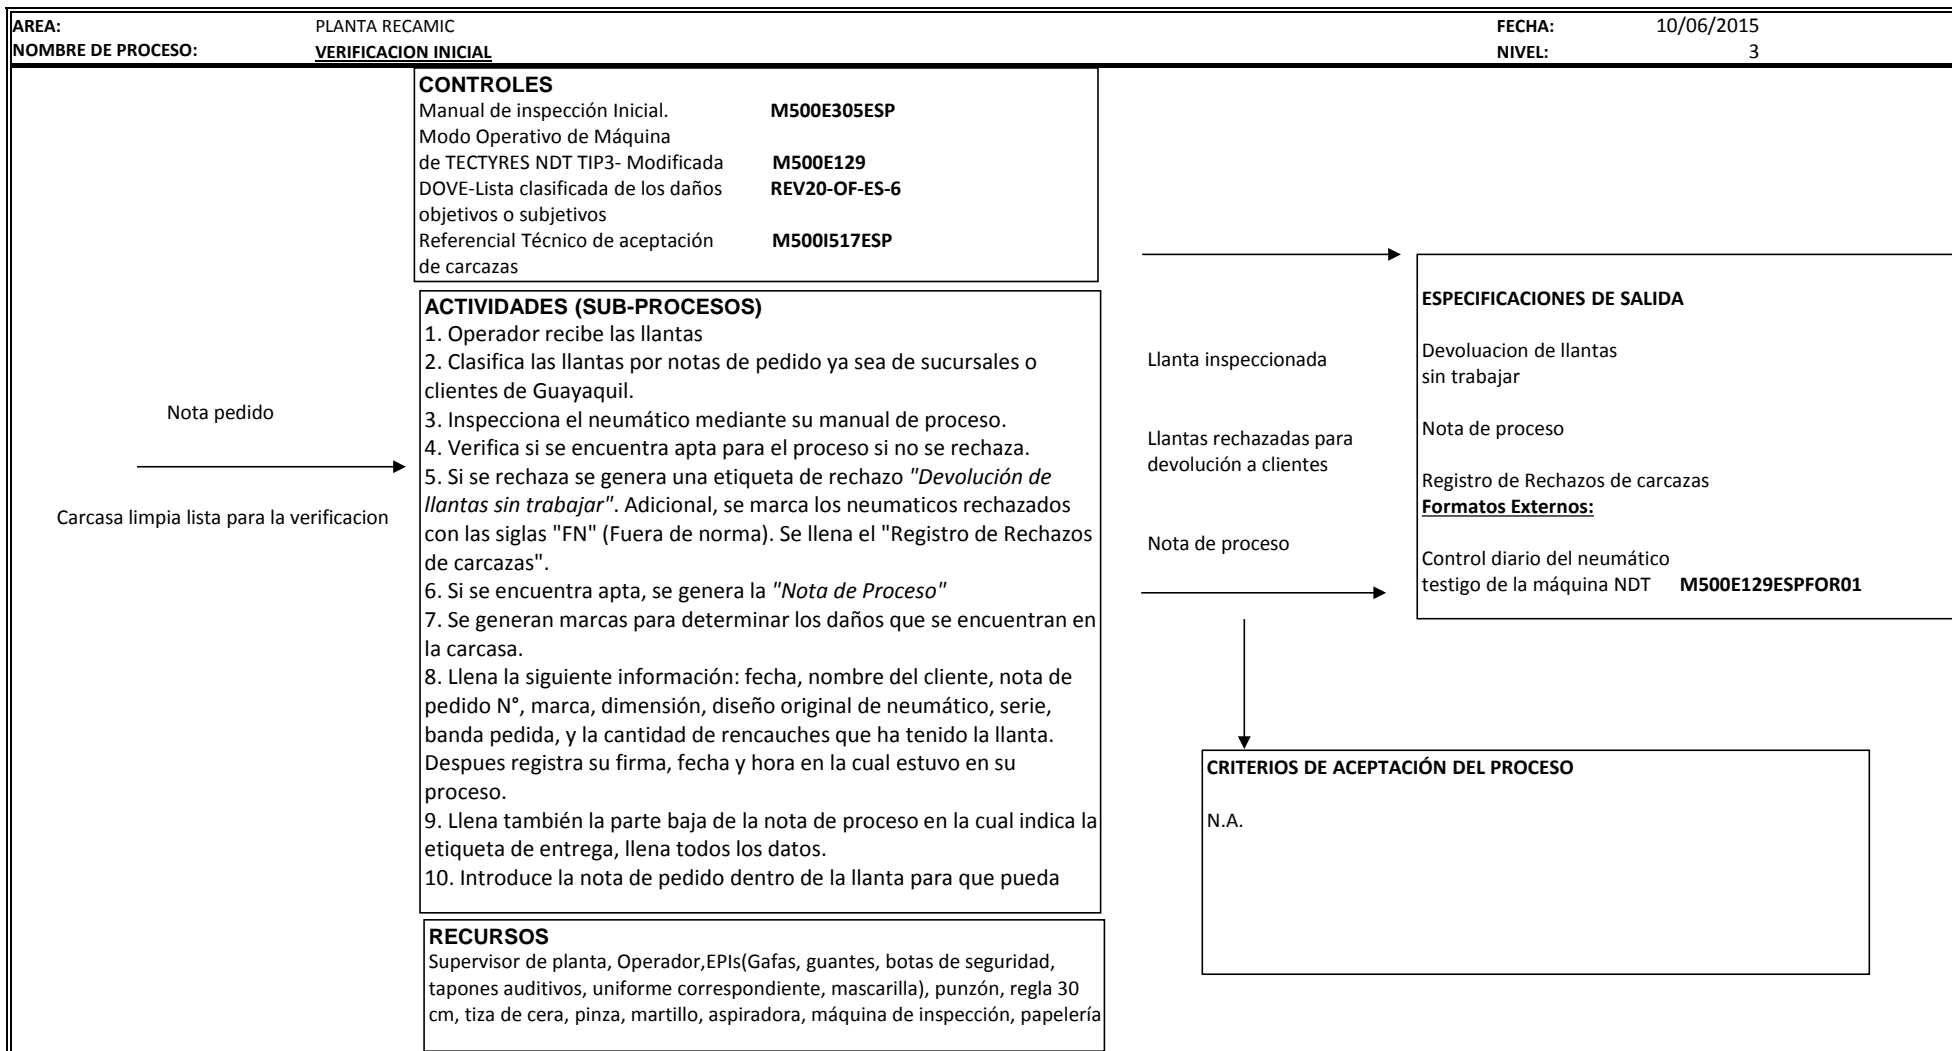 AREA: PLANTA RECAMIC FECHA: 10/06/2015
NOMBRE DE PROCESO: VERIFICACION INICIAL NIVEL: 3
CONTROLES
Manual de inspección Inicial. M500E305ESP
Modo Operativo de Máquina
de TECTYRES NDT TIP3- Modificada M500E129
DOVE-Lista clasificada de los daños REV20-OF-ES-6
objetivos o subjetivos
Referencial Técnico de aceptación M500I517ESP
de carcazas
Nota pedido
Carcasa limpia lista para la verificacion
ACTIVIDADES (SUB-PROCESOS)
1. Operador recibe las llantas
2. Clasifica las llantas por notas de pedido ya sea de sucursales o
clientes de Guayaquil.
3. Inspecciona el neumático mediante su manual de proceso.
4. Verifica si se encuentra apta para el proceso si no se rechaza.
5. Si se rechaza se genera una etiqueta de rechazo "Devolución de
llantas sin trabajar". Adicional, se marca los neumaticos rechazados
con las siglas "FN" (Fuera de norma). Se llena el "Registro de Rechazos
de carcazas".
6. Si se encuentra apta, se genera la "Nota de Proceso"
7. Se generan marcas para determinar los daños que se encuentran en
la carcasa.
8. Llena la siguiente información: fecha, nombre del cliente, nota de
pedido N°, marca, dimensión, diseño original de neumático, serie,
banda pedida, y la cantidad de rencauches que ha tenido la llanta.
Despues registra su firma, fecha y hora en la cual estuvo en su
proceso.
9. Llena también la parte baja de la nota de proceso en la cual indica la
etiqueta de entrega, llena todos los datos.
10. Introduce la nota de pedido dentro de la llanta para que pueda
RECURSOS
Supervisor de planta, Operador,EPIs(Gafas, guantes, botas de seguridad,
tapones auditivos, uniforme correspondiente, mascarilla), punzón, regla 30
cm, tiza de cera, pinza, martillo, aspiradora, máquina de inspección, papelería
Llanta inspeccionada
Llantas rechazadas para
devolución a clientes
Nota de proceso
ESPECIFICACIONES DE SALIDA
Devoluacion de llantas
sin trabajar
Nota de proceso
Registro de Rechazos de carcazas
Formatos Externos:
Control diario del neumático
testigo de la máquina NDT M500E129ESPFOR01
CRITERIOS DE ACEPTACIÓN DEL PROCESO
N.A.